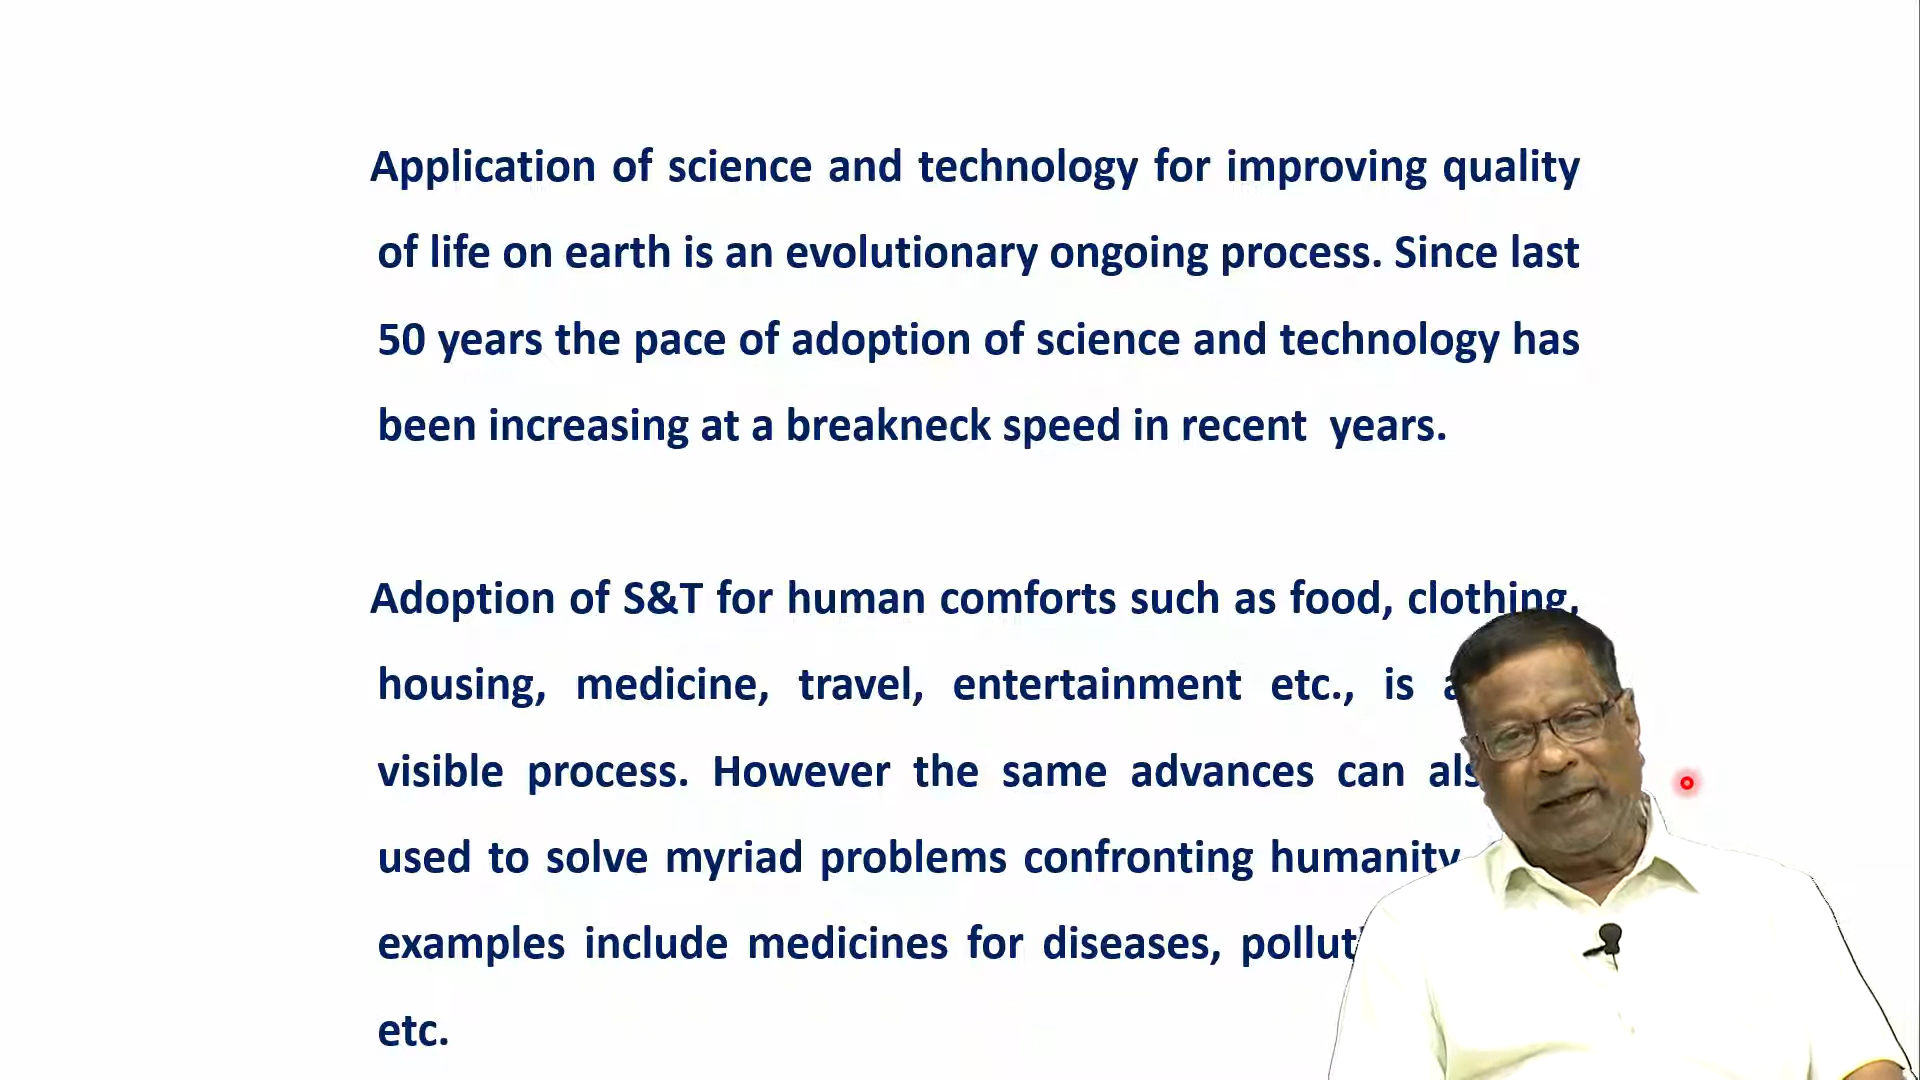 Application of science and technology for improving quality
of life on earth is an evolutionary ongoing process. Since last
50 years the pace of adoption of science and technology has
been increasing at a breakneck speed in recent years.
Adoption of S&T for human comforts such as food, clothing,
housing, medicine, travel, entertainment etc., is
visible process. However the same advances can
used to solve myriad problems confronting humanity
examples include medicines for diseases,
etc.